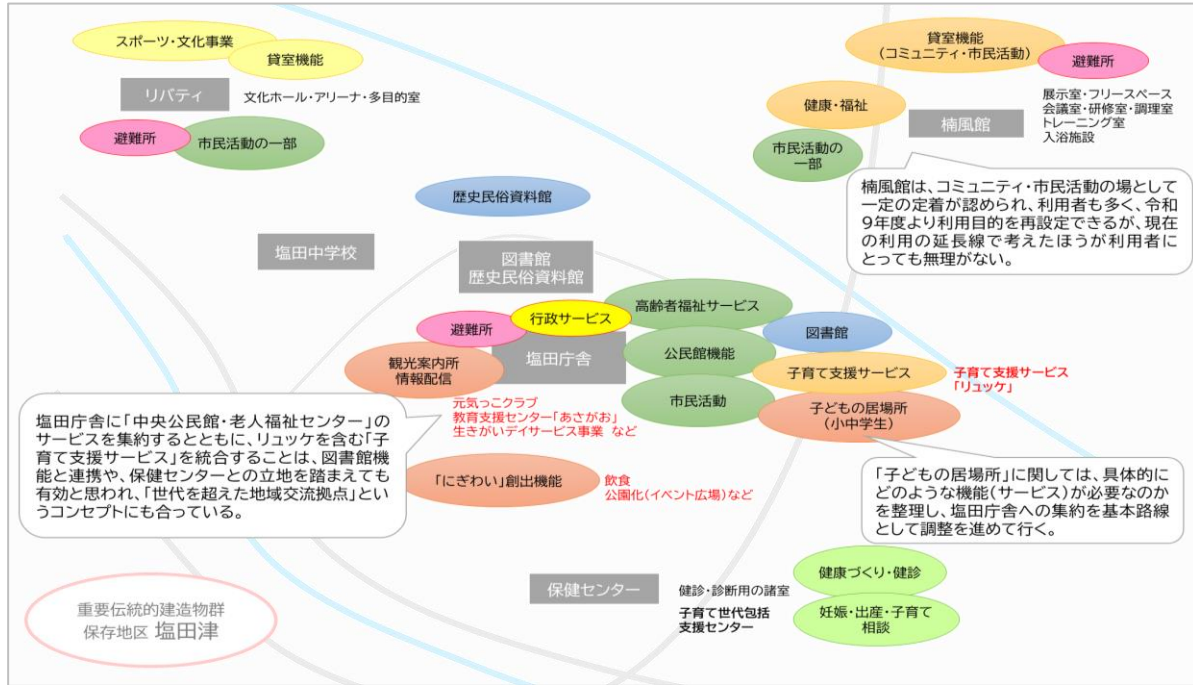 スポーツ・文化事業
貸室機能
リバティ
文化ホール・アリーナ・多目的室
避難所
市民活動の一部
貸室機能
(コミュニティ・市民活動)
避難所
健康・福祉
楠風館
展示室・フリースペース
会議室・研修室・調理室
トレーニング室
入浴施設
市民活動の
一部
楠風館は、コミュニティ・市民活動の場として
一定の定着が認められ、利用者も多く、令和
9年度より利用目的を再設定できるが、現在
の利用の延長線で考えたほうが利用者に
とっても無理がない。
歴史民俗資料館
塩田中学校
図書館
歴史民俗資料館
高齢者福祉サービス
行政サービス
避難所
塩田庁舎
公民館機能
図書館
観光案内所
情報配信
子育て支援サービス
子育て支援サービス
「リュッケ」
市民活動
子どもの居場所
(小中学生)
元気っこクラブ
教育支援センター「あさがお」
生きがいデイサービス事業 など
塩田庁舎に「中央公民館・老人福祉センター」の
サービスを集約するとともに、リュッケを含む「子
育て支援サービス」を統合することは、図書館機
能と連携や、保健センターとの立地を踏まえても
有効と思われ、「世代を超えた地域交流拠点」とい
うコンセプトにも合っている。
「にぎわい」創出機能
飲食
公園化(イベント広場)など
「子どもの居場所」に関しては、具体的に
どのような機能(サービス)が必要なのか
を整理し、塩田庁舎への集約を基本路線
として調整を進めて行く。
保健センター
健診・診断用の諸室
子育て世代包括
支援センター
健康づくり・健診
妊娠・出産・子育て
相談
重要伝統的建造物群
保存地区 塩田津